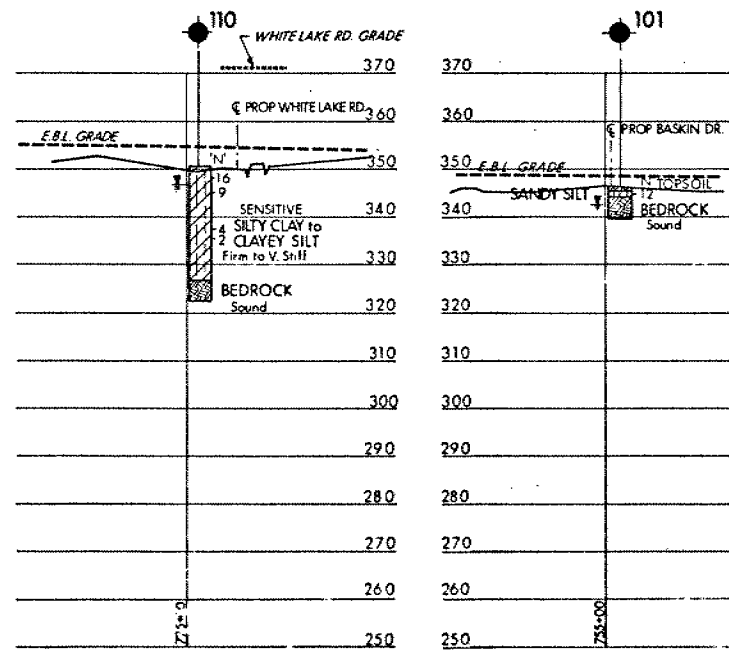 110
WHITE LAKE RD. GRADE
370
℄ PROP WHITE LAKE RD.
360
E.B.L. GRADE
'N'
350
16
9
340
SENSITIVE
4 SILTY CLAY to
2 CLAYEY SILT
Firm to V. Stiff
330
BEDROCK
Sound
320
310
300
290
280
270
260
250
101
370
360
℄ PROP BASKIN DR.
350
E.B.L. GRADE
'N' TOPSOIL
SANDY SILT
12
340
BEDROCK
Sound
330
320
310
300
290
280
270
260
250
755+00